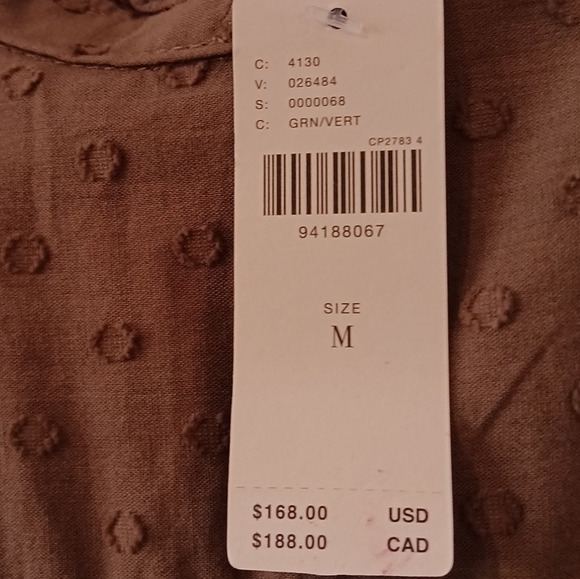 C: 4130
V: 026484
S: 0000068
C: GRN/VERT
CP2783 4
94188067
SIZE
M
$168.00 USD
$188.00 CAD